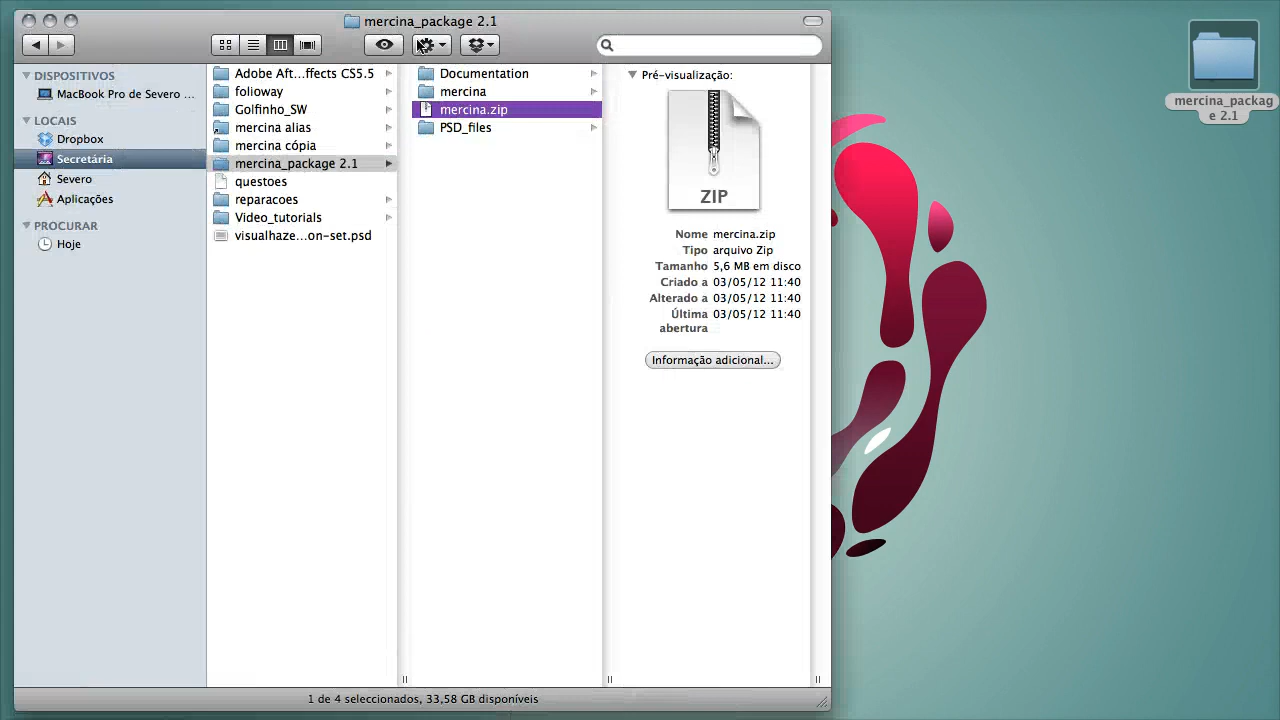 mercina_package 2.1
DISPOSITIVOS
MacBook Pro de Severo ...
LOCAIS
Dropbox
Secretária
Severo
Aplicações
PROCURAR
Hoje
Adobe Aft...ffects CS5.5
folioway
Golfinho_SW
mercina alias
mercina cópia
mercina_package 2.1
questoes
reparacoes
Video_tutorials
visualhaze...on-set.psd
Documentation
mercina
mercina.zip
PSD_files
Pré-visualização:
ZIP
Nome mercina.zip
Tipo arquivo Zip
Tamanho 5,6 MB em disco
Criado a 03/05/12 11:40
Alterado a 03/05/12 11:40
Última 03/05/12 11:40
abertura
Informação adicional...
1 de 4 seleccionados, 33,58 GB disponíveis
mercina_packag
e 2.1